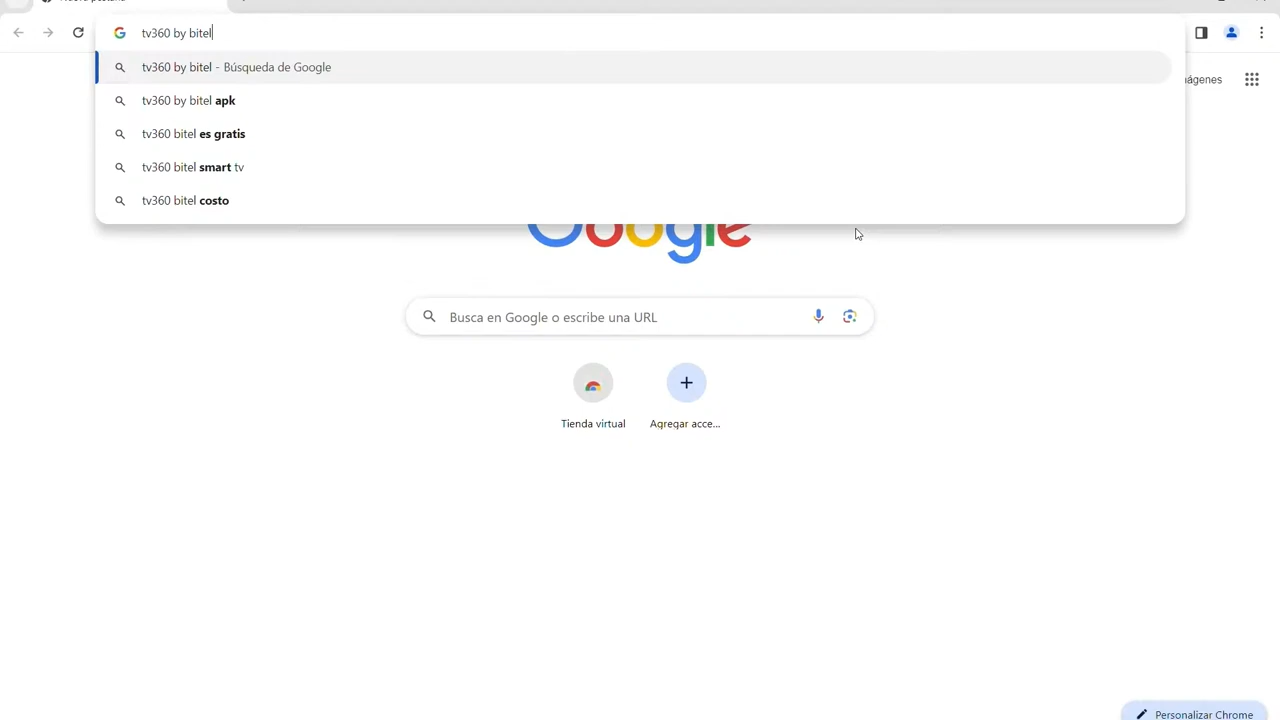 tv360 by bitel
tv360 by bitel - Búsqueda de Google
tv360 by bitel apk
tv360 bitel es gratis
tv360 bitel smart tv
tv360 bitel costo
Google
Busca en Google o escribe una URL
Tienda virtual
Agregar acce...
Personalizar Chrome